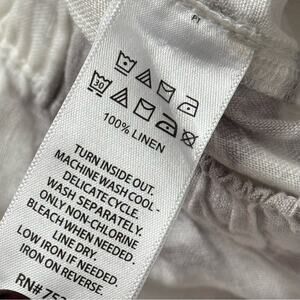 100% LINEN
TURN INSIDE OUT.
MACHINE WASH COOL -
DELICATE CYCLE.
WASH SEPARATELY.
ONLY NON-CHLORINE
BLEACH WHEN NEEDED.
LINE DRY.
LOW IRON IF NEEDED.
IRON ON REVERSE.